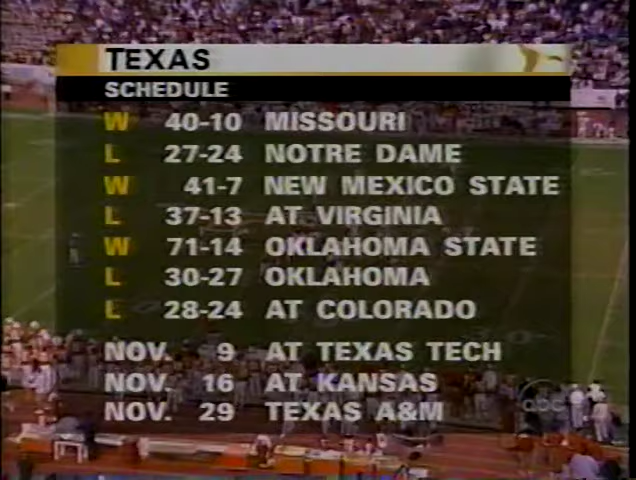 TEXAS
SCHEDULE
W 40-10 MISSOURI
L 27-24 NOTRE DAME
W 41-7 NEW MEXICO STATE
L 37-13 AT VIRGINIA
W 71-14 OKLAHOMA STATE
L 30-27 OKLAHOMA
L 28-24 AT COLORADO
NOV. 9 AT TEXAS TECH
NOV. 16 AT KANSAS
NOV. 29 TEXAS A&M
abc